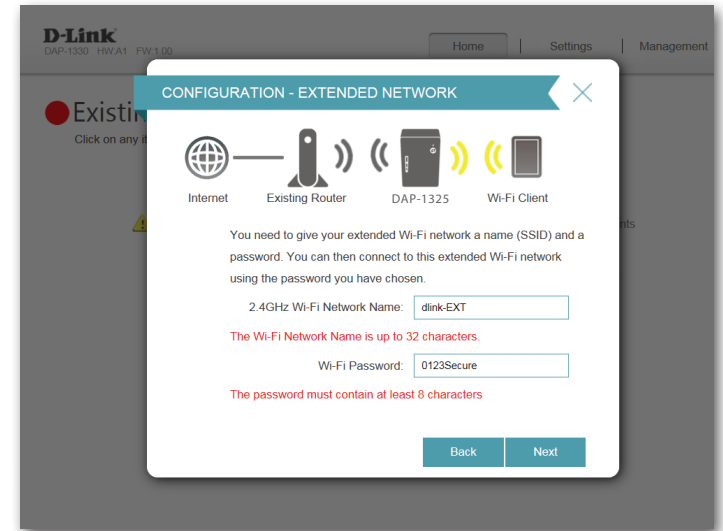 D-Link
DAP-1330 HW:A1 FW:1.00
Home | Settings | Management
CONFIGURATION - EXTENDED NETWORK
Click on any
Internet Existing Router DAP-1325 Wi-Fi Client
You need to give your extended Wi-Fi network a name (SSID) and a
password. You can then connect to this extended Wi-Fi network
using the password you have chosen.
2.4GHz Wi-Fi Network Name: dlink-EXT
The Wi-Fi Network Name is up to 32 characters.
Wi-Fi Password: 0123Secure
The password must contain at least 8 characters
Back Next